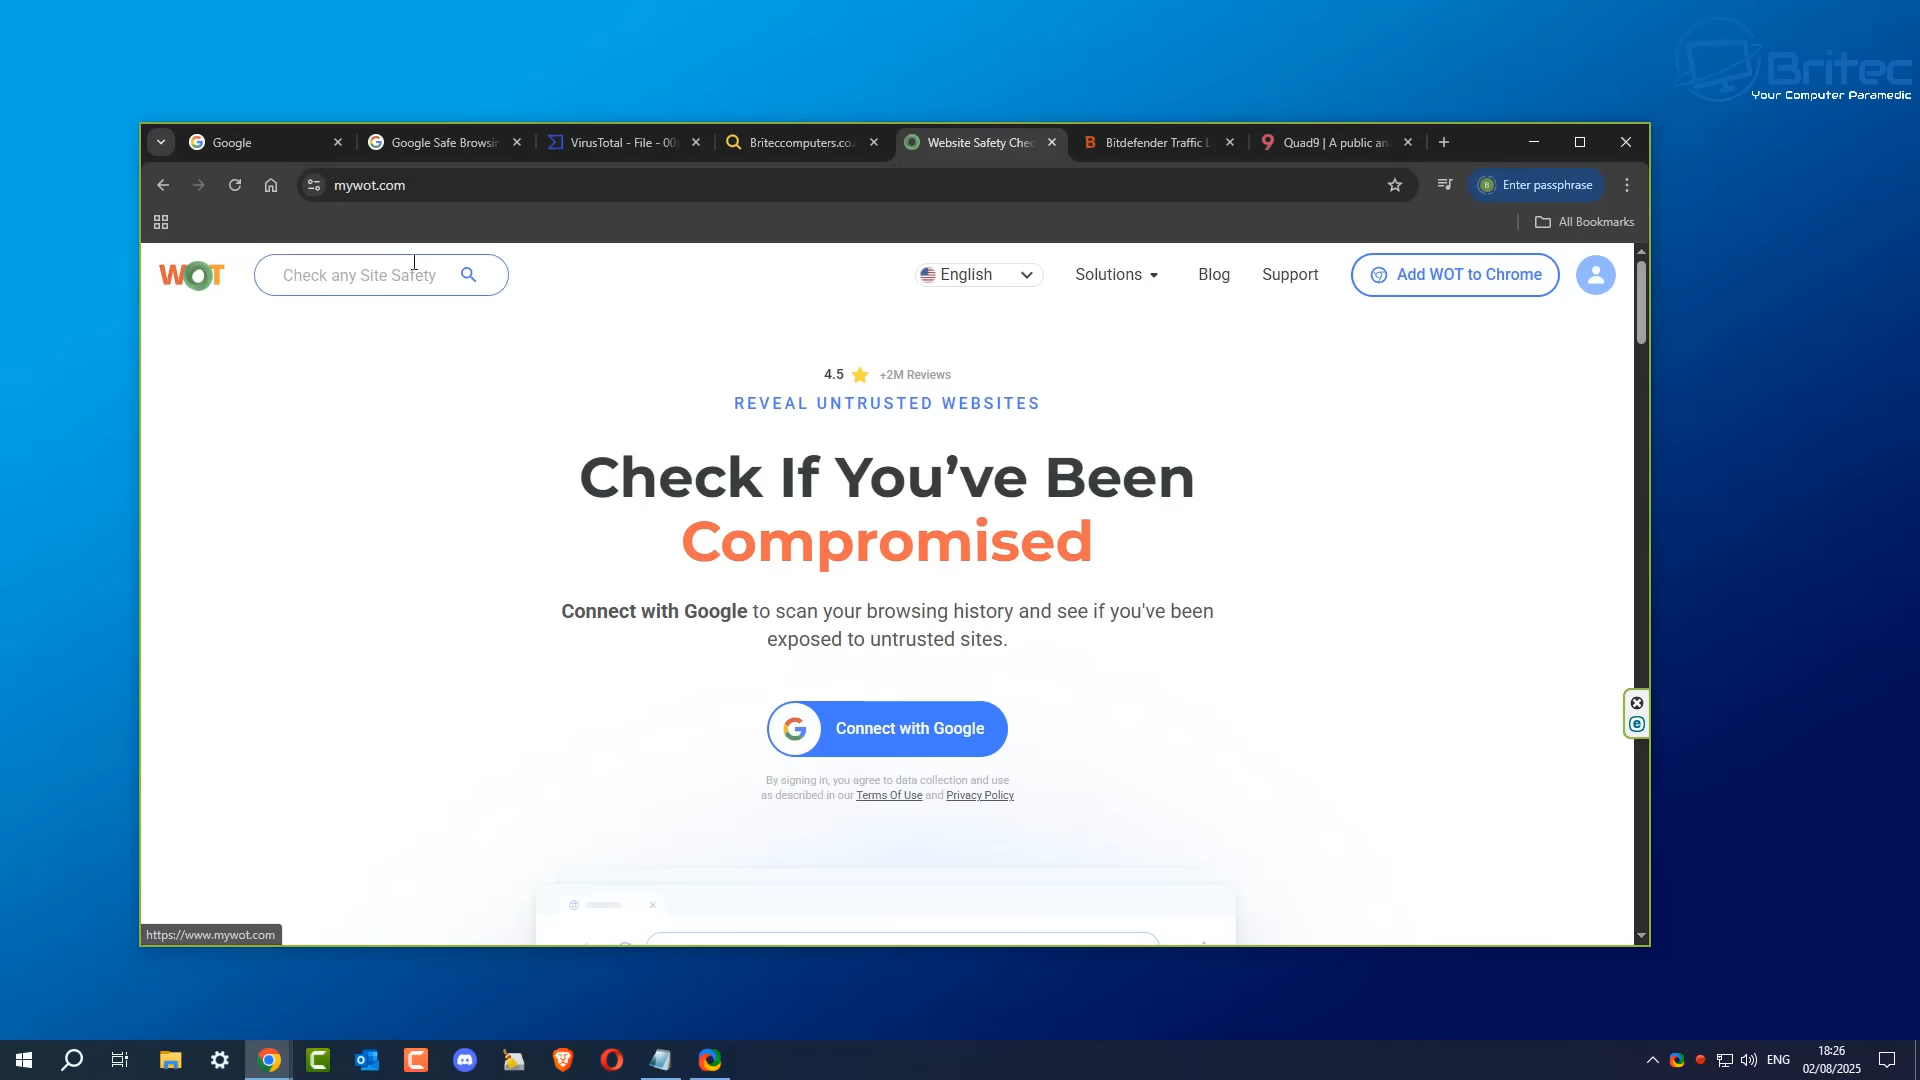 Britec
Your Computer Paramedic
Google
Google Safe Browsin
VirusTotal - File - 00
Briteccomputers.co.
Website Safety Chec
Bitdefender Traffic L
Quad9 | A public an
mywot.com
Enter passphrase
All Bookmarks
WOT
Check any Site Safety
English
Solutions
Blog
Support
Add WOT to Chrome
4.5
+2M Reviews
REVEAL UNTRUSTED WEBSITES
Check If You’ve Been
Compromised
Connect with Google to scan your browsing history and see if you've been
exposed to untrusted sites.
Connect with Google
By signing in, you agree to data collection and use
as described in our Terms Of Use and Privacy Policy
https://www.mywot.com
ENG
18:26
02/08/2025